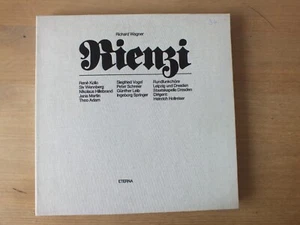 Richard Wagner
Rienzi
René Kollo
Siv Wennberg
Nikolaus Hillebrand
Janis Martin
Theo Adam
Siegfried Vogel
Peter Schreier
Günther Leib
Ingeborg Springer
Rundfunkchöre
Leipzig und Dresden
Staatskapelle Dresden
Dirigent
Heinrich Hollreiser
ETERNA